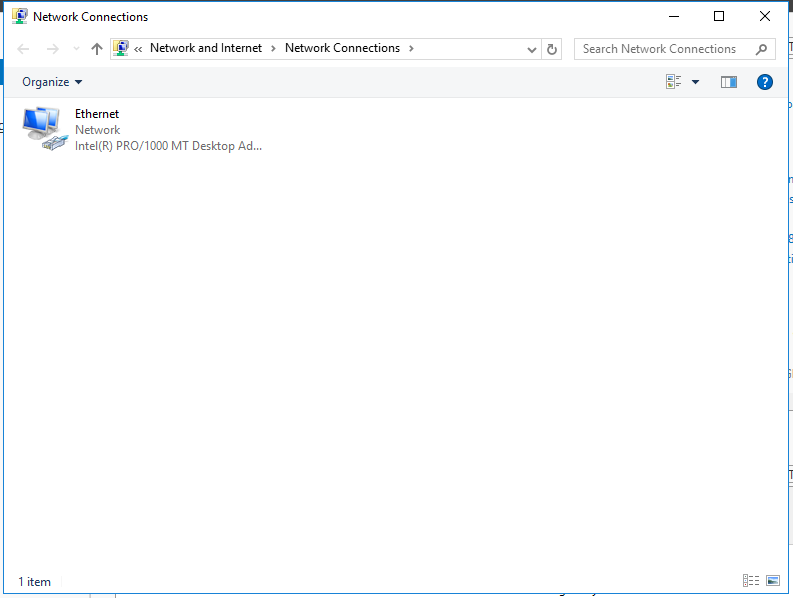 Network Connections
« Network and Internet > Network Connections >
Search Network Connections
Organize
Ethernet
Network
Intel(R) PRO/1000 MT Desktop Ad...
1 item